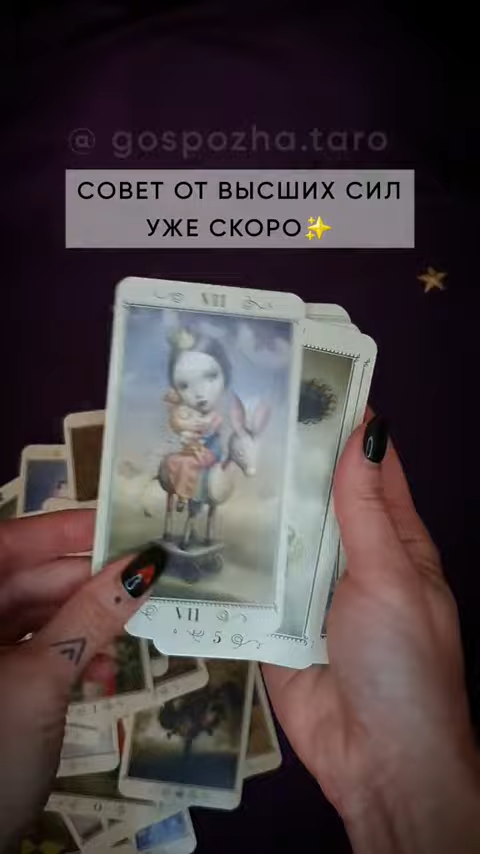 @ gospozha.taro
СОВЕТ ОТ ВЫСШИХ СИЛ
УЖЕ СКОРО✨
VII
VII
5